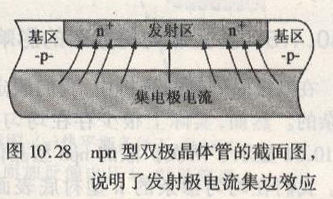 基区 n⁺ 发射区 n⁺ 基区
-p- -p-
集电极电流
图 10.28 npn 型双极晶体管的截面图,
说明了发射极电流集边效应